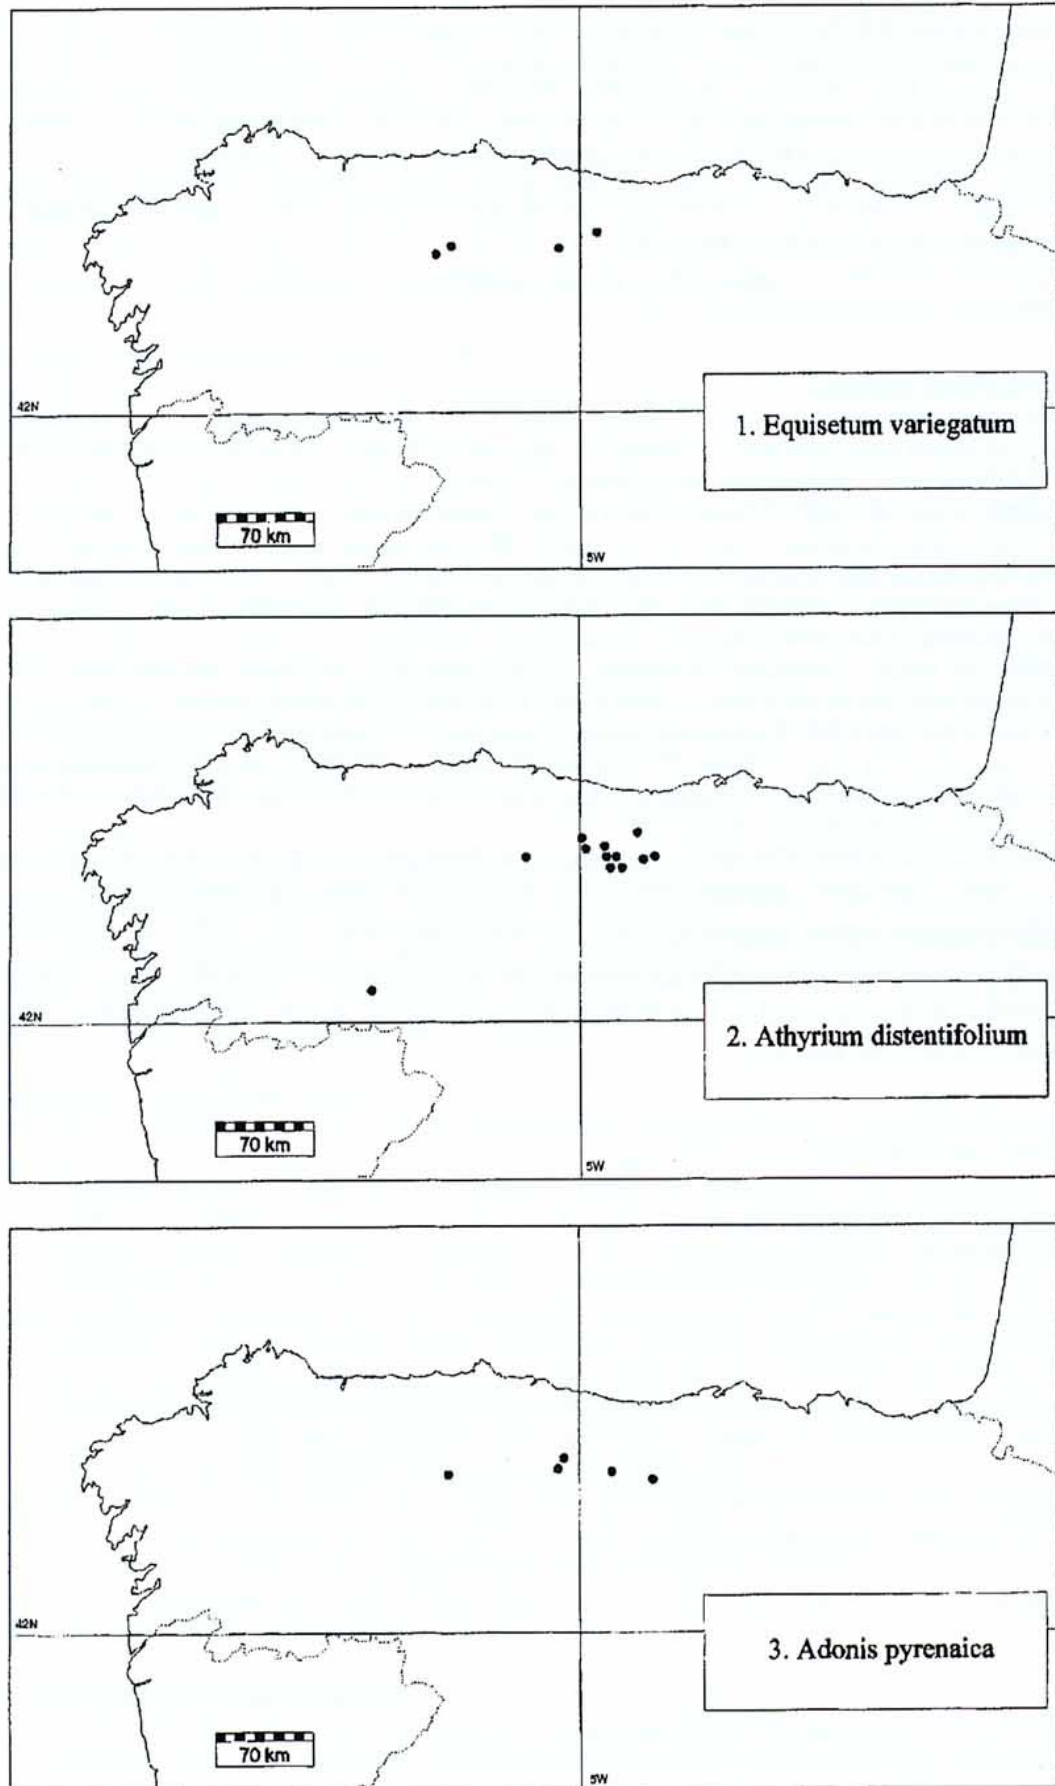 42N
1. Equisetum variegatum
70 km
5W
42N
2. Athyrium distentifolium
70 km
5W
42N
3. Adonis pyrenaica
70 km
5W